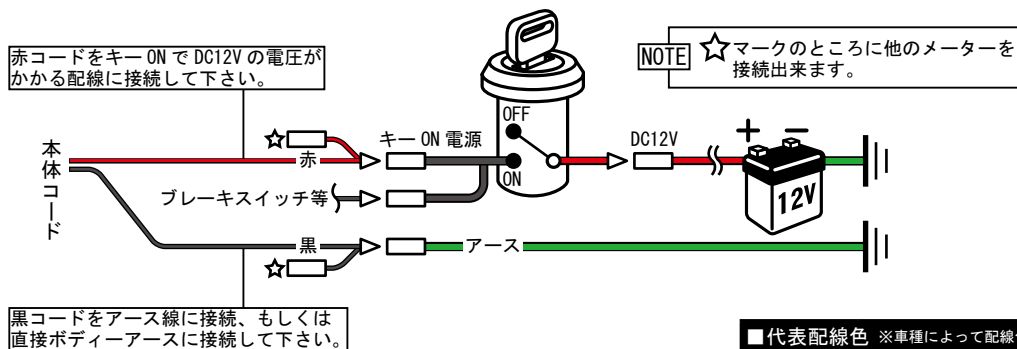 赤コードをキーONでDC12Vの電圧が
かかる配線に接続して下さい。
NOTE
☆マークのところに他のメーターを
接続出来ます。
OFF
ON
☆
キーON電源
DC12V
+ -
12V
赤
本体コード
ブレーキスイッチ等
黒
アース
☆
黒コードをアース線に接続、もしくは
直接ボディーアースに接続して下さい。
■代表配線色 ※車種によって配線